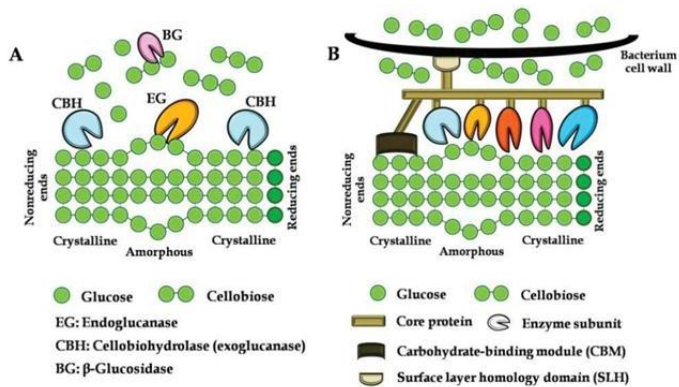 A
BG
CBH
EG
CBH
Nonreducing
ends
Reducing ends
Crystalline
Amorphous
Crystalline
Glucose
Cellobiose
EG: Endoglucanase
CBH: Cellobiohydrolase (exoglucanase)
BG: β-Glucosidase
B
Bacterium
cell wall
Nonreducing
ends
Reducing ends
Crystalline
Amorphous
Crystalline
Glucose
Cellobiose
Core protein
Enzyme subunit
Carbohydrate-binding module (CBM)
Surface layer homology domain (SLH)